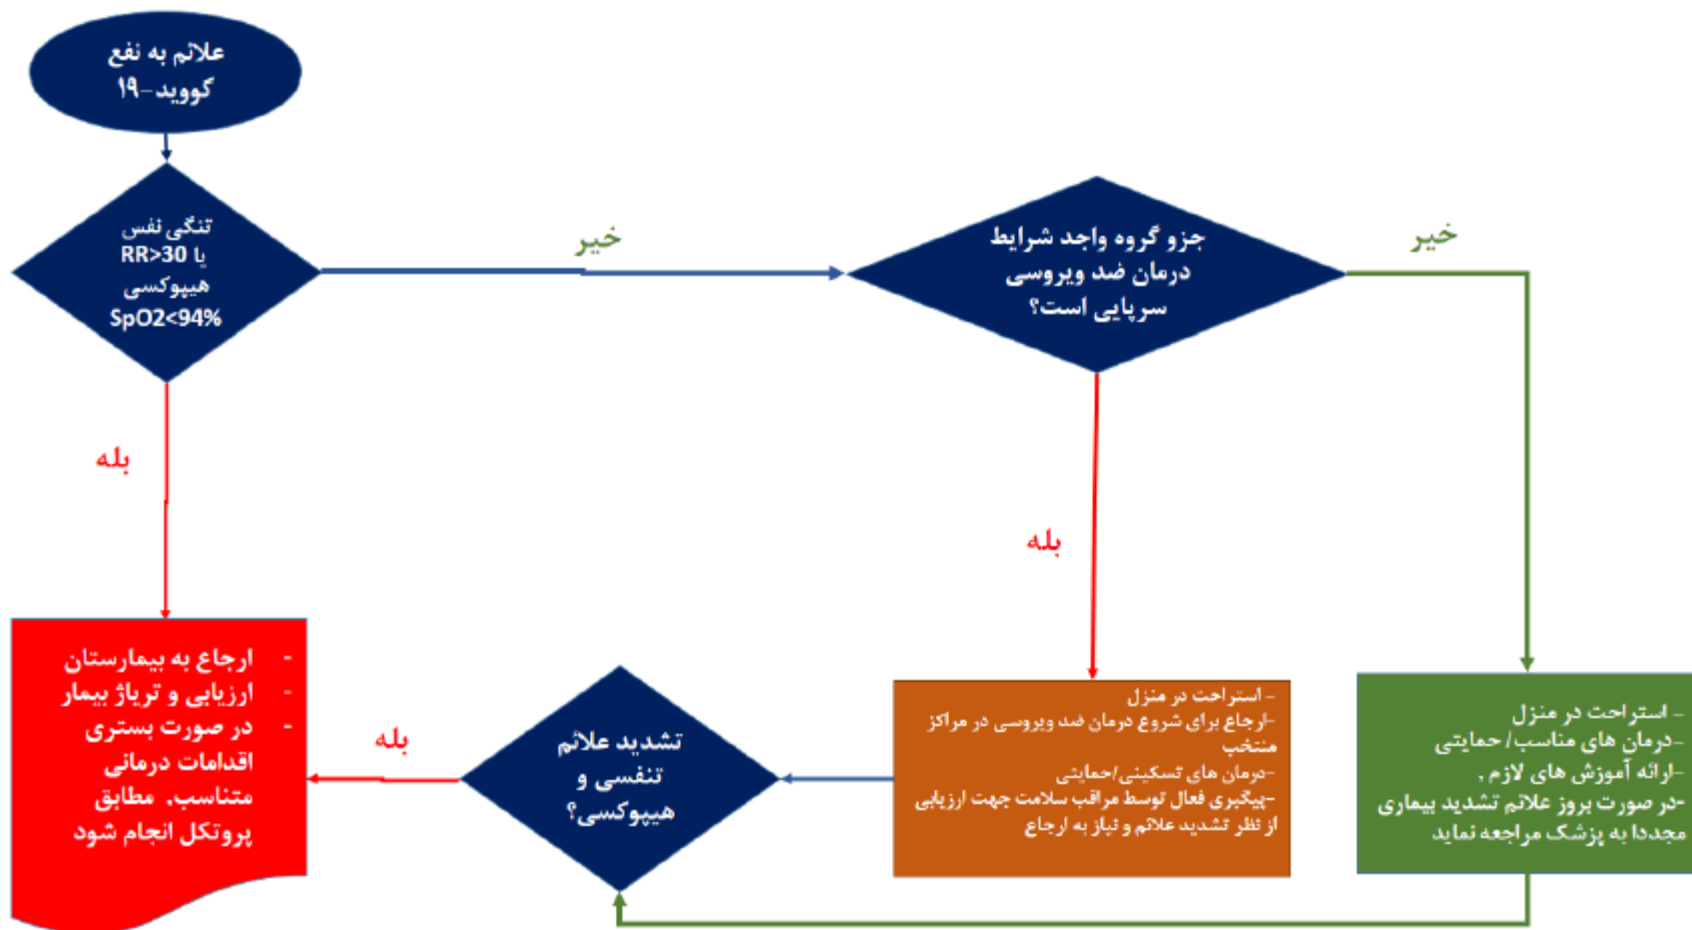 علائم به نفع
کووید-۱۹
تنگی نفس
یا RR>30
هیپوکسی
SpO2<94%
خیر
جزو گروه واجد شرایط
درمان ضد ویروسی
سرپایی است؟
خیر
بله
بله
- ارجاع به بیمارستان
- ارزیابی و تریاژ بیمار
- در صورت بستری
اقدامات درمانی
متناسب، مطابق
پروتکل انجام شود
بله
تشدید علائم
تنفسی و
هیپوکسی؟
- استراحت در منزل
-ارجاع برای شروع درمان ضد ویروسی در مراکز
منتخب
-درمان های تسکینی/حمایتی
-پیگیری فعال توسط مراقب سلامت جهت ارزیابی
از نظر تشدید علائم و نیاز به ارجاع
- استراحت در منزل
-درمان های مناسب/ حمایتی
-ارائه آموزش های لازم ,
-در صورت بروز علائم تشدید بیماری
مجددا به پزشک مراجعه نماید